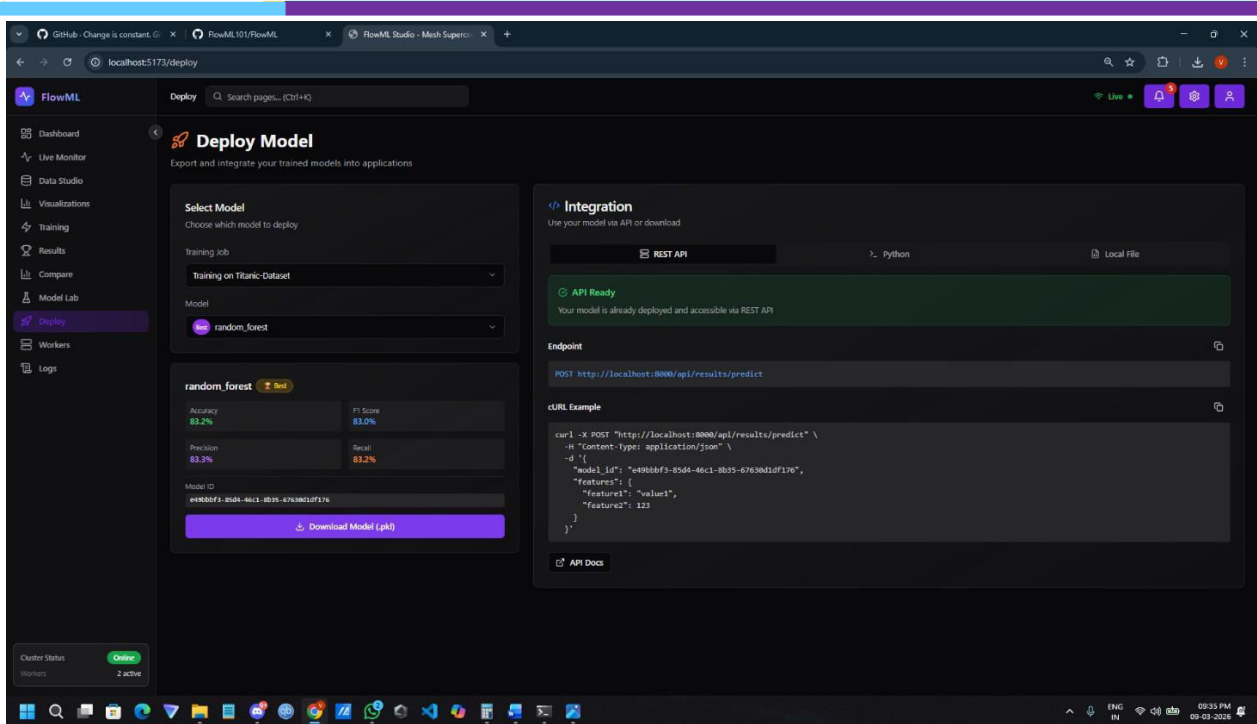 GitHub - Change is constant. Gi
FlowML101/FlowML
FlowML Studio - Mesh Superco
localhost:5173/deploy
FlowML
Deploy
Search pages... (Ctrl+K)
Live
5
Dashboard
Live Monitor
Data Studio
Visualizations
Training
Results
Compare
Model Lab
Deploy
Workers
Logs
Deploy Model
Export and integrate your trained models into applications
Select Model
Choose which model to deploy
Training Job
Training on Titanic-Dataset
Model
Best random_forest
random_forest Best
Accuracy
83.2%
F1 Score
83.0%
Precision
83.3%
Recall
83.2%
Model ID
e49bbbf3-85d4-46c1-8b35-67630d1df176
Download Model (.pkl)
</> Integration
Use your model via API or download
REST API
>_ Python
Local File
API Ready
Your model is already deployed and accessible via REST API
Endpoint
POST http://localhost:8000/api/results/predict
cURL Example
curl -X POST "http://localhost:8000/api/results/predict" \
-H "Content-Type: application/json" \
-d '{
"model_id": "e49bbbf3-85d4-46c1-8b35-67630d1df176",
"features": {
"feature1": "value1",
"feature2": 123
}
}'
API Docs
Cluster Status
Online
Workers
2 active
ENG
IN
09:35 PM
09-03-2026